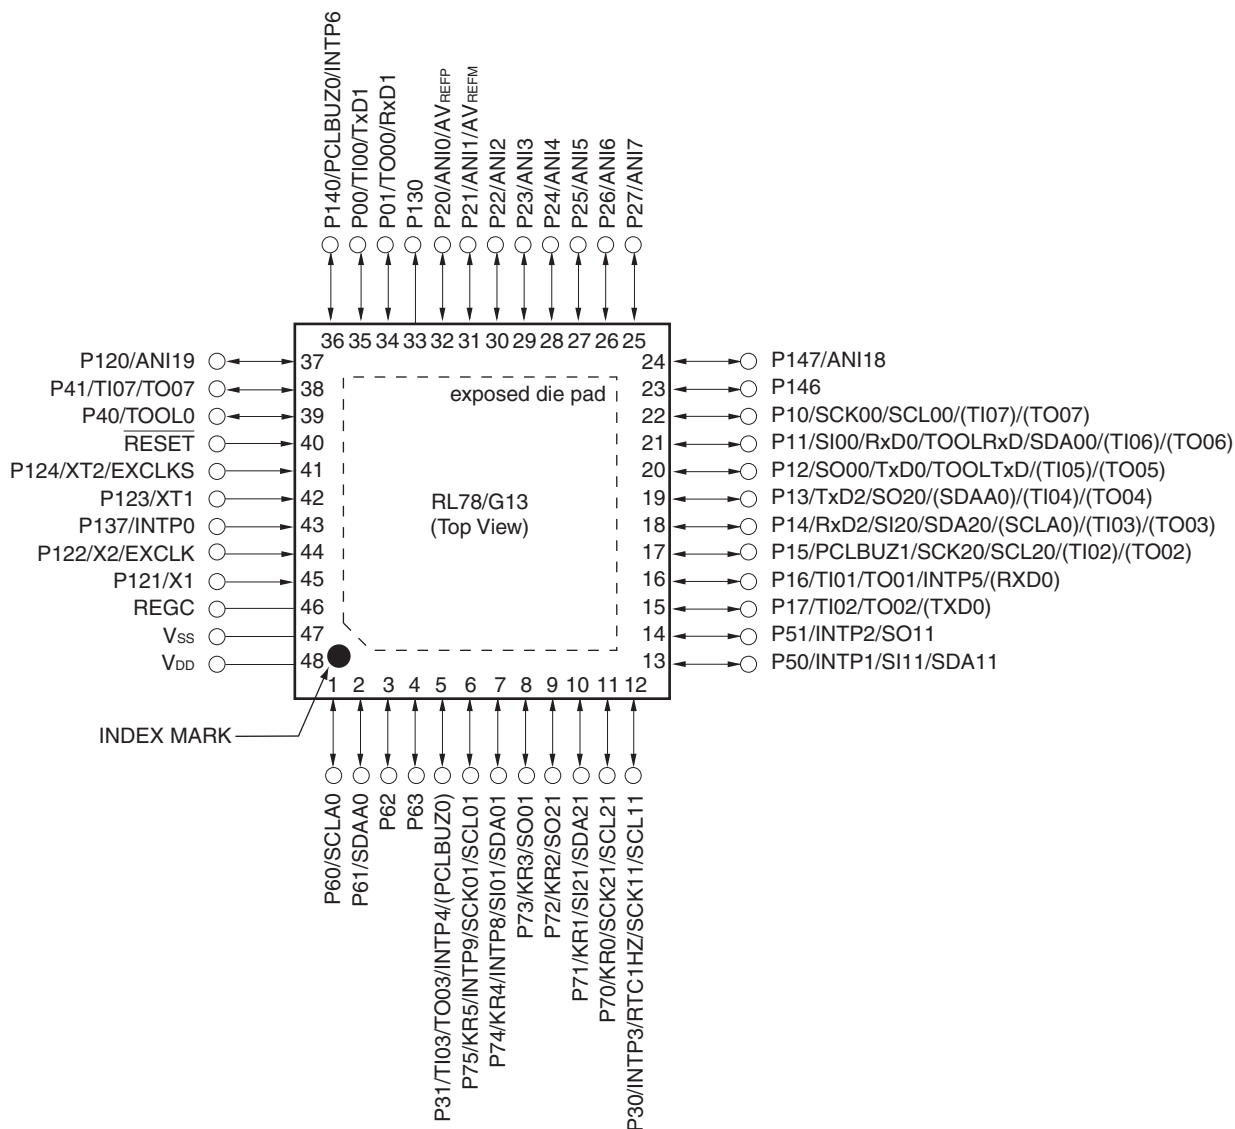 P140/PCLBUZ0/INTP6
P00/TI00/TxD1
P01/TO00/RxD1
P130
P20/ANI0/AVREFP
P21/ANI1/AVREFM
P22/ANI2
P23/ANI3
P24/ANI4
P25/ANI5
P26/ANI6
P27/ANI7
36 35 34 33 32 31 30 29 28 27 26 25
P120/ANI19 37
P41/TI07/TO07 38
P40/TOOL0 39
RESET 40
P124/XT2/EXCLKS 41
P123/XT1 42
P137/INTP0 43
P122/X2/EXCLK 44
P121/X1 45
REGC 46
VSS 47
VDD 48
exposed die pad
RL78/G13
(Top View)
24 P147/ANI18
23 P146
22 P10/SCK00/SCL00/(TI07)/(TO07)
21 P11/SI00/RxD0/TOOLRxD/SDA00/(TI06)/(TO06)
20 P12/SO00/TxD0/TOOLTxD/(TI05)/(TO05)
19 P13/TxD2/SO20/(SDAA0)/(TI04)/(TO04)
18 P14/RxD2/SI20/SDA20/(SCLA0)/(TI03)/(TO03)
17 P15/PCLBUZ1/SCK20/SCL20/(TI02)/(TO02)
16 P16/TI01/TO01/INTP5/(RXD0)
15 P17/TI02/TO02/(TXD0)
14 P51/INTP2/SO11
13 P50/INTP1/SI11/SDA11
1 2 3 4 5 6 7 8 9 10 11 12
INDEX MARK
P60/SCLA0
P61/SDAA0
P62
P63
P31/TI03/TO03/INTP4/(PCLBUZ0)
P75/KR5/INTP9/SCK01/SCL01
P74/KR4/INTP8/SI01/SDA01
P73/KR3/SO01
P72/KR2/SO21
P71/KR1/SI21/SDA21
P70/KR0/SCK21/SCL21
P30/INTP3/RTC1HZ/SCK11/SCL11